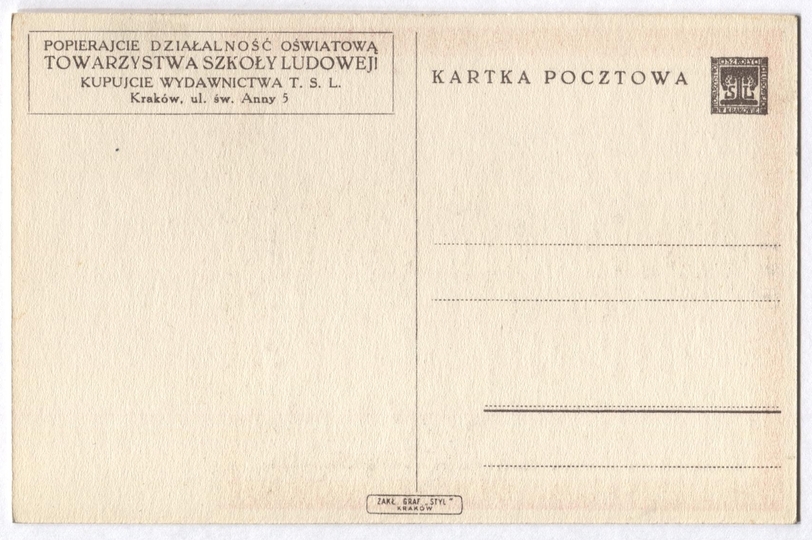 POPIERAJCIE DZIAŁALNOŚĆ OŚWIATOWĄ
TOWARZYSTWA SZKOŁY LUDOWEJ!
KUPUJCIE WYDAWNICTWA T. S. L.
Kraków, ul. św. Anny 5
KARTKA POCZTOWA
TSL
ZAKŁ. GRAF. „STYL”
KRAKÓW